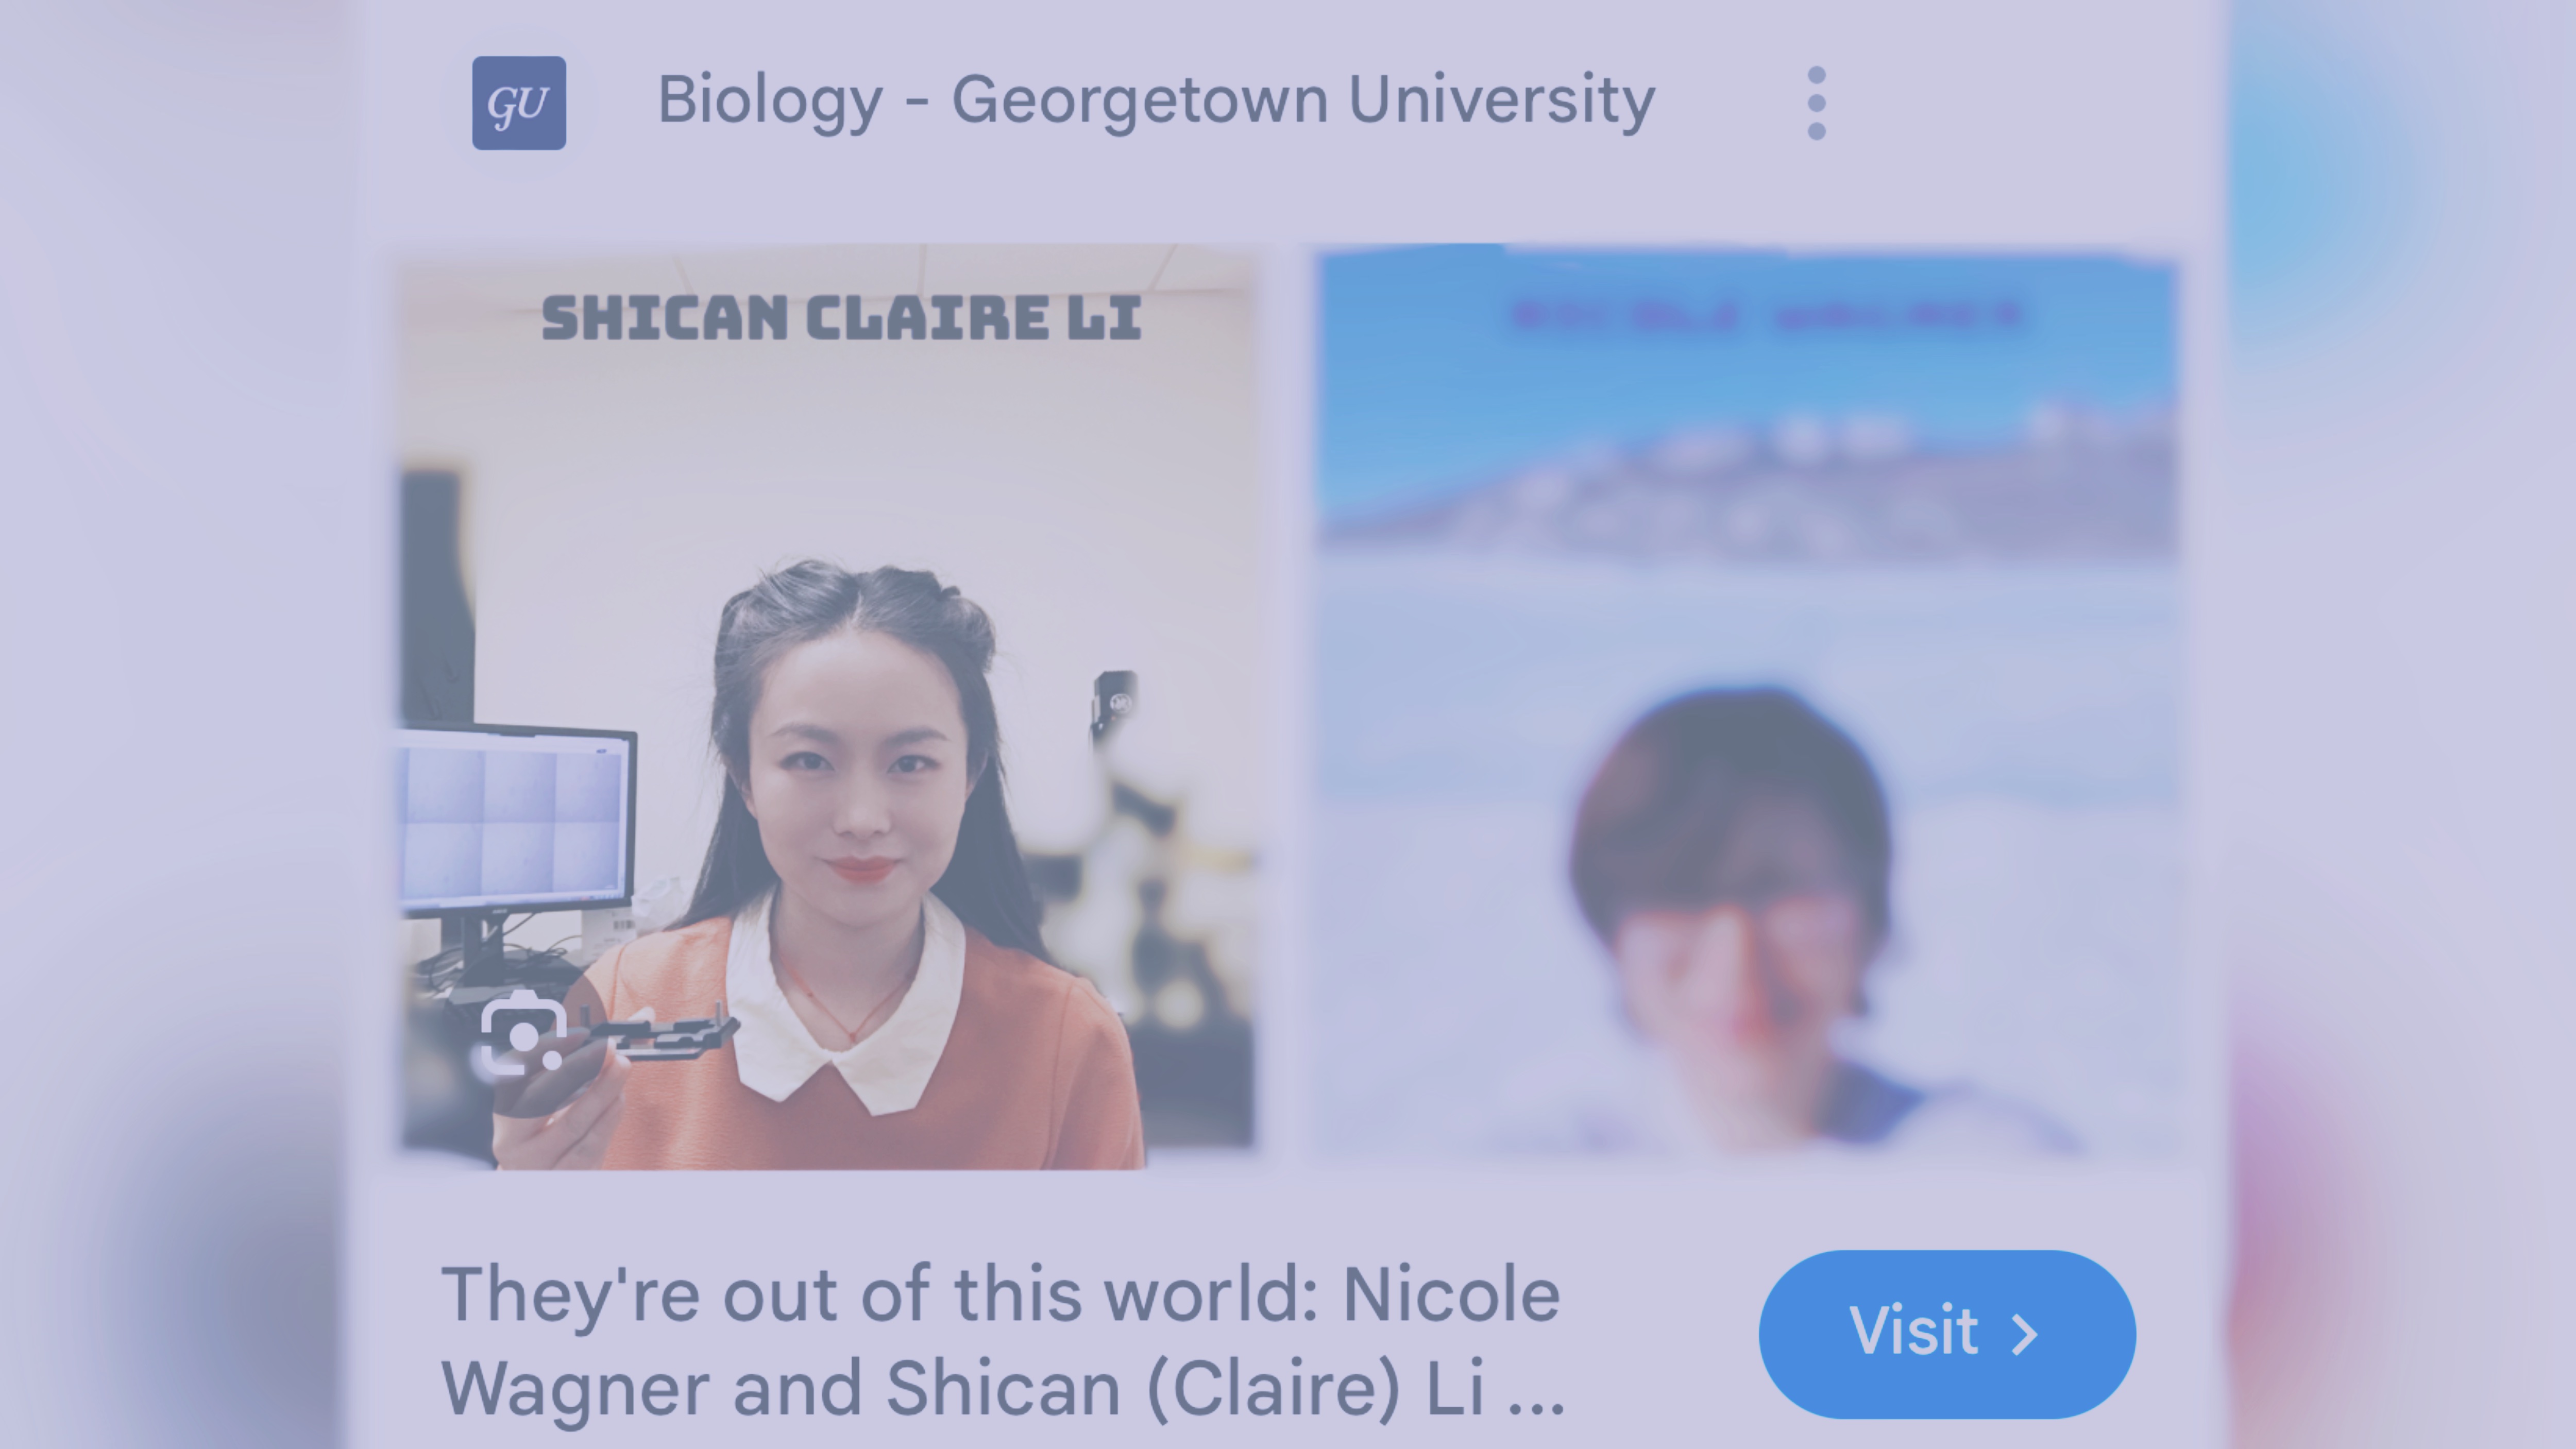 GU
Biology - Georgetown University
SHICAN CLAIRE LI
They're out of this world: Nicole
Wagner and Shican (Claire) Li ...
Visit